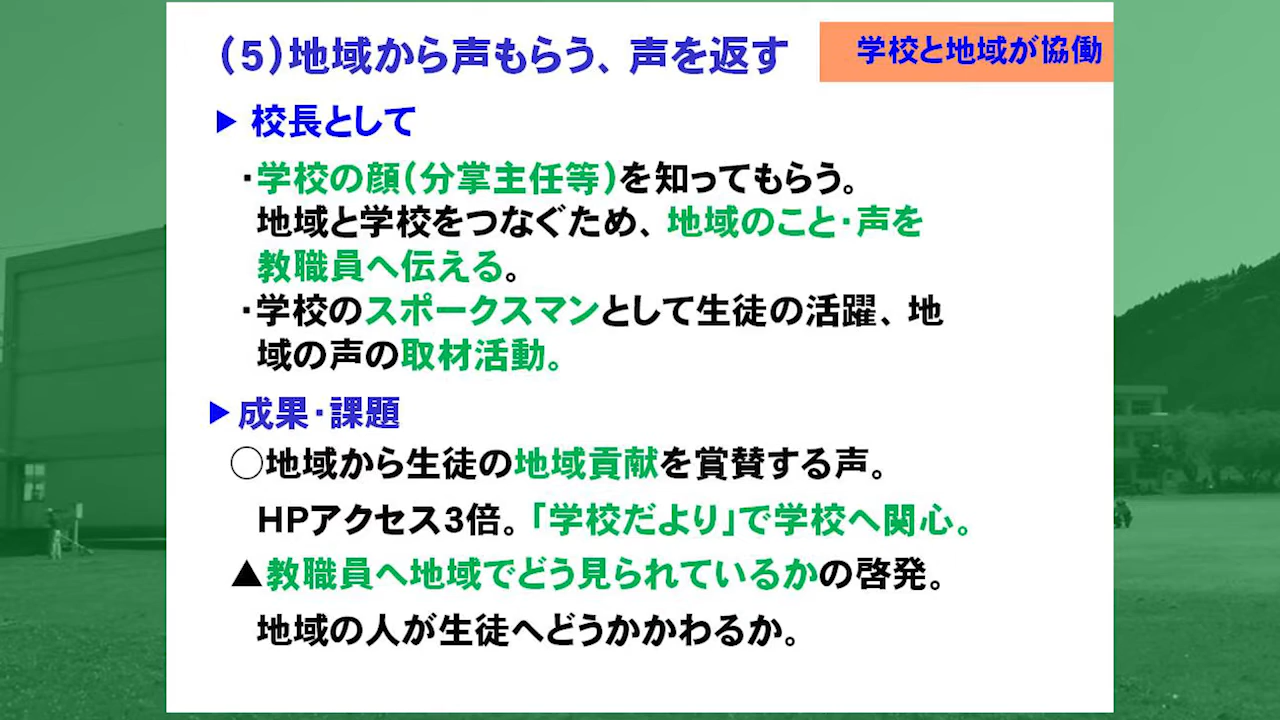 (5)地域から声もらう、声を返す
学校と地域が協働
▶ 校長として
・学校の顔(分掌主任等)を知ってもらう。
地域と学校をつなぐため、地域のこと・声を
教職員へ伝える。
・学校のスポークスマンとして生徒の活躍、地
域の声の取材活動。
▶成果・課題
○地域から生徒の地域貢献を賞賛する声。
HPアクセス3倍。「学校だより」で学校へ関心。
▲教職員へ地域でどう見られているかの啓発。
地域の人が生徒へどうかかわるか。